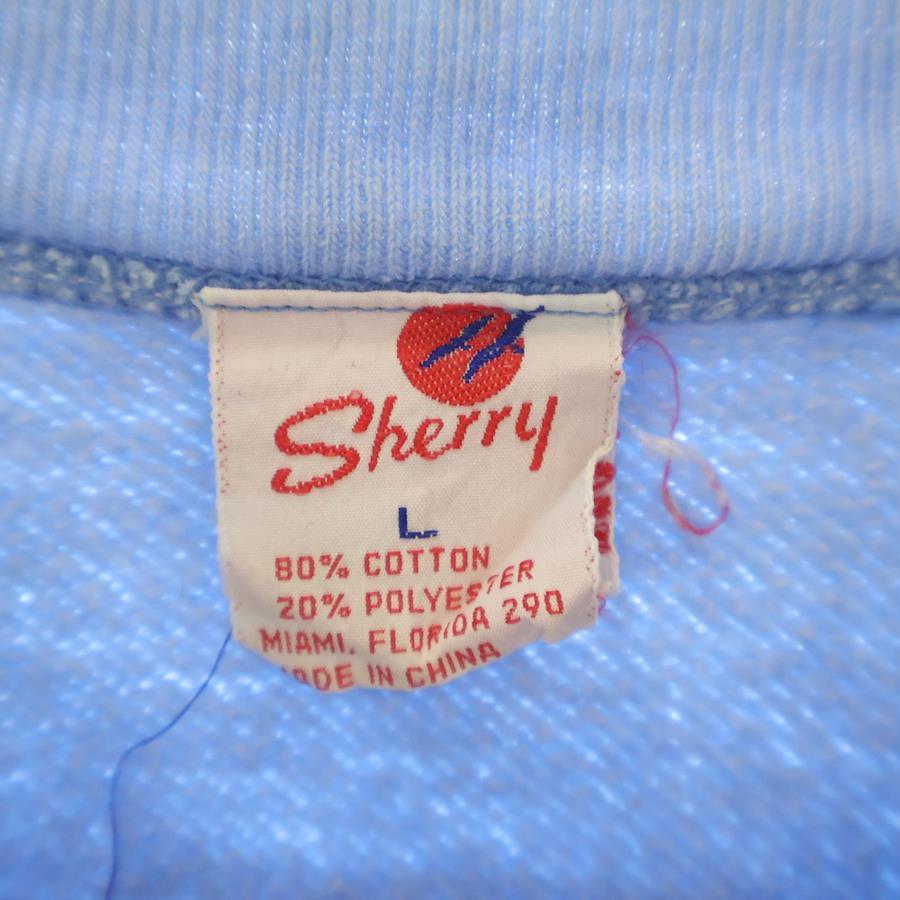 Sherry
L
80% COTTON
20% POLYESTER
MIAMI, FLORIDA 290
MADE IN CHINA